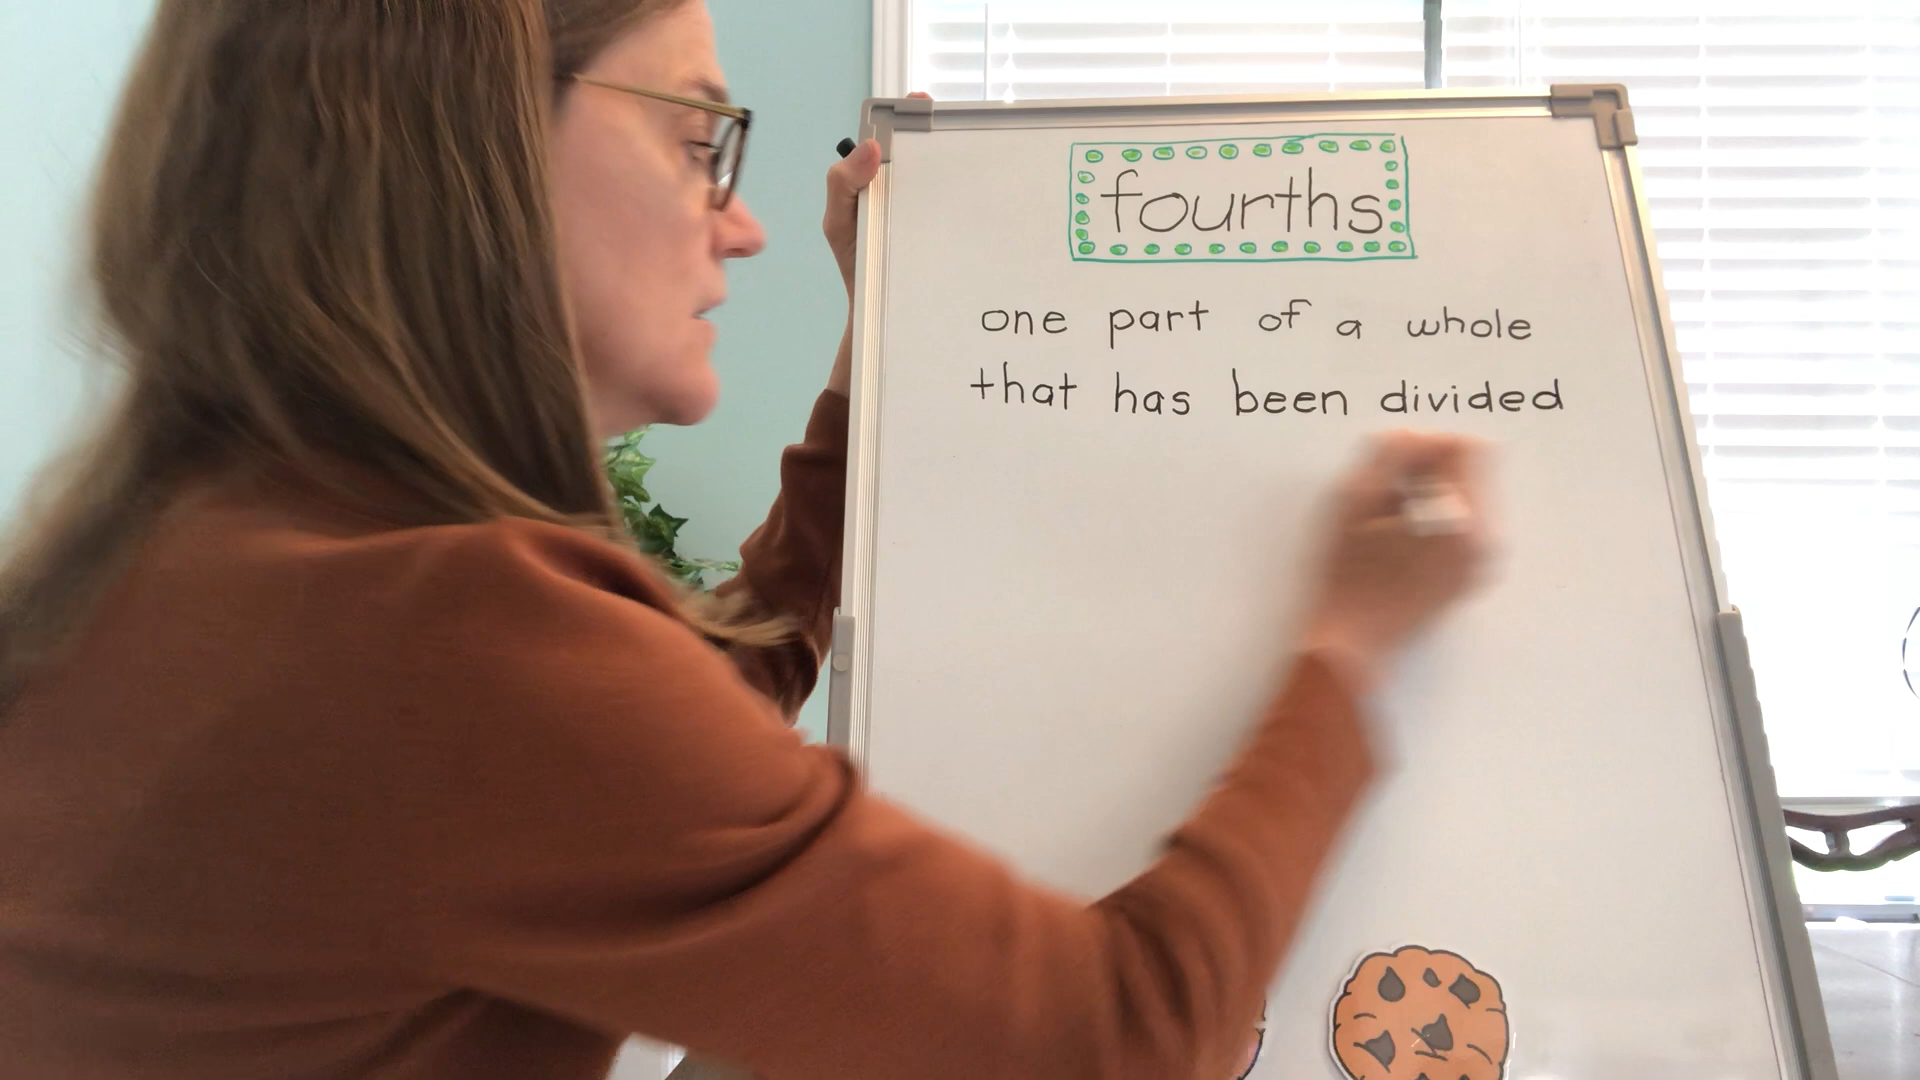 fourths
one part of a whole
that has been divided